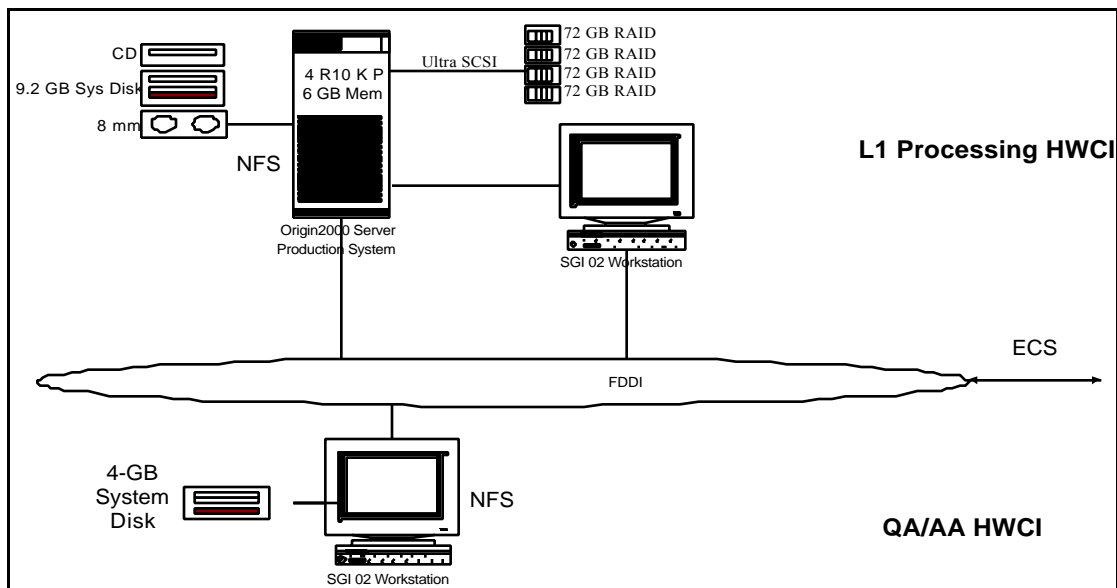 CD
9.2 GB Sys Disk
8 mm
NFS
4 R10 K P
6 GB Mem
Origin2000 Server
Production System
Ultra SCSI
72 GB RAID
72 GB RAID
72 GB RAID
72 GB RAID
L1 Processing HWCI
SGI 02 Workstation
FDDI
ECS
4-GB
System
Disk
NFS
SGI 02 Workstation
QA/AA HWCI